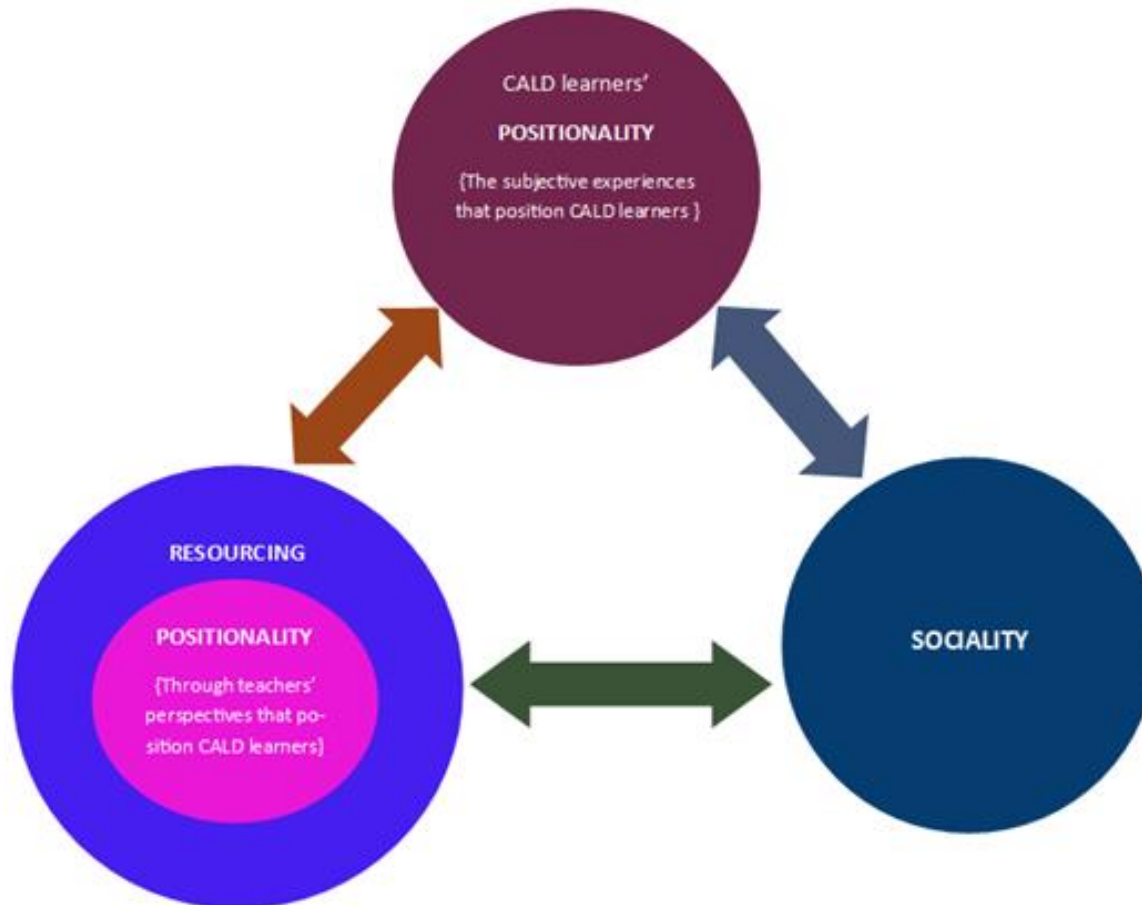 CALD learners’
POSITIONALITY
{The subjective experiences
that position CALD learners }
RESOURCING
POSITIONALITY
{Through teachers’
perspectives that po-
sition CALD learners}
SOCIALITY